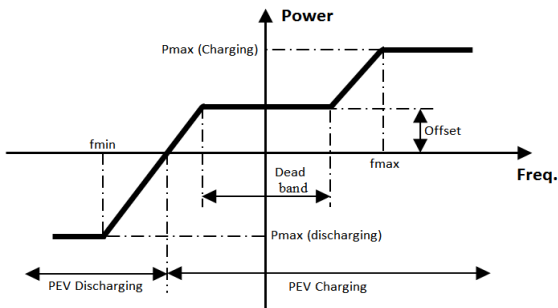 Power
Pmax (Charging)
Offset
fmin
fmax
Dead
band
Freq.
Pmax (discharging)
PEV Discharging
PEV Charging